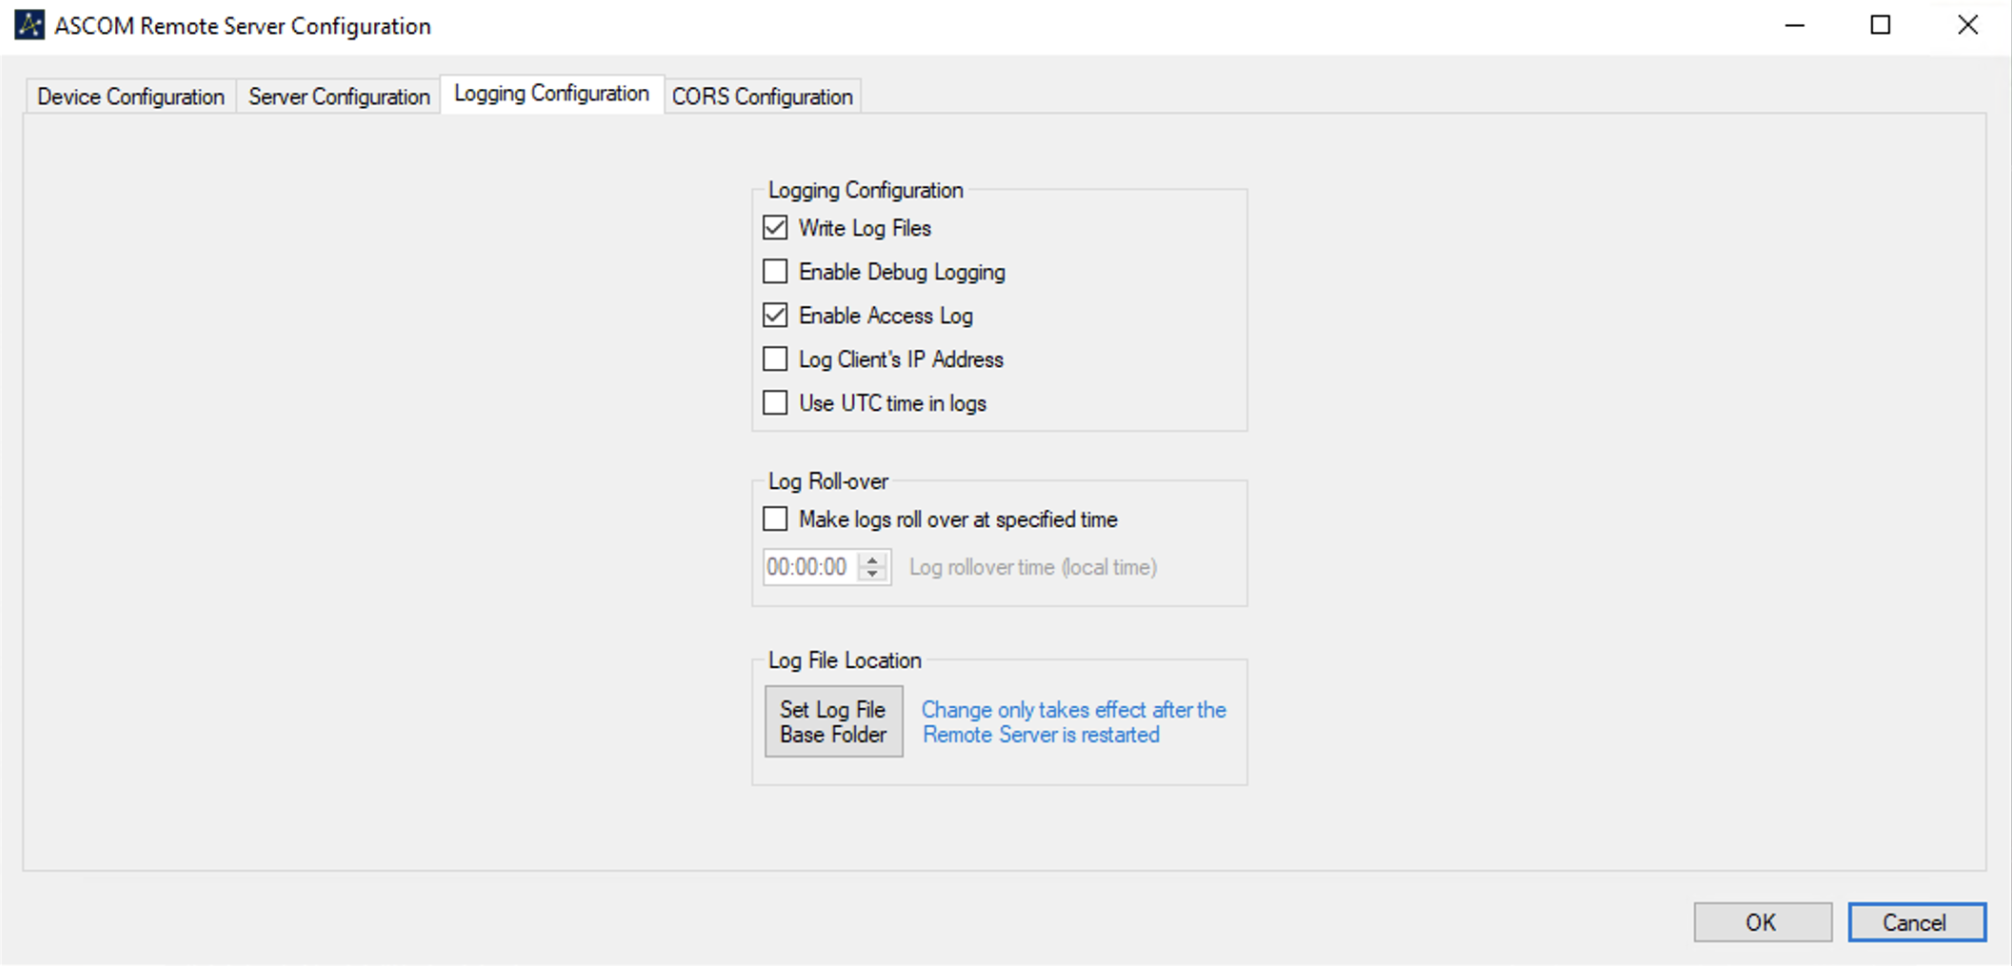 ASCOM Remote Server Configuration
Device Configuration
Server Configuration
Logging Configuration
CORS Configuration
Logging Configuration
Write Log Files
Enable Debug Logging
Enable Access Log
Log Client's IP Address
Use UTC time in logs
Log Roll-over
Make logs roll over at specified time
00:00:00
Log rollover time (local time)
Log File Location
Set Log File
Base Folder
Change only takes effect after the
Remote Server is restarted
OK
Cancel